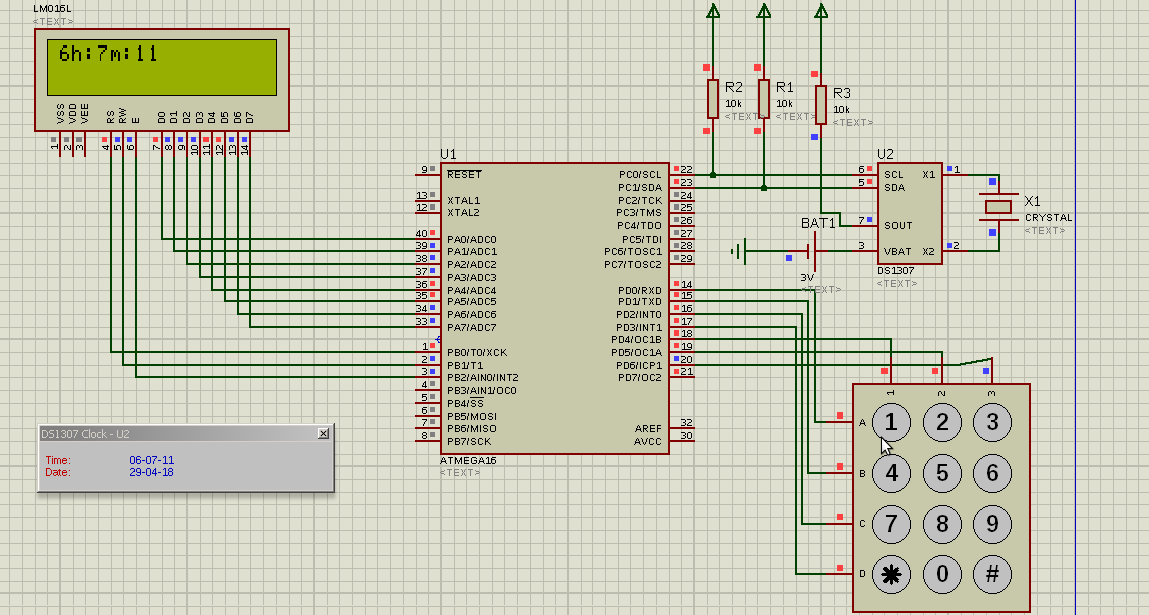 LM016L
<TEXT>
6h:7m:11
VSS VDD VEE RS RW E D0 D1 D2 D3 D4 D5 D6 D7
1 2 3 4 5 6 7 8 9 10 11 12 13 14
R2
10k
<TEXT>
R1
10k
<TEXT>
R3
10k
<TEXT>
U1
9 RESET PC0/SCL 22
PC1/SDA 23
13 XTAL1 PC2/TCK 24
12 XTAL2 PC3/TMS 25
PC4/TDO 26
40 PA0/ADC0 PC5/TDI 27
39 PA1/ADC1 PC6/TOSC1 28
38 PA2/ADC2 PC7/TOSC2 29
37 PA3/ADC3
36 PA4/ADC4 PD0/RXD 14
35 PA5/ADC5 PD1/TXD 15
34 PA6/ADC6 PD2/INT0 16
33 PA7/ADC7 PD3/INT1 17
PD4/OC1B 18
1 PB0/T0/XCK PD5/OC1A 19
2 PB1/T1 PD6/ICP1 20
3 PB2/AIN0/INT2 PD7/OC2 21
4 PB3/AIN1/OC0
5 PB4/SS
6 PB5/MOSI
7 PB6/MISO AREF 32
8 PB7/SCK AVCC 30
ATMEGA16
<TEXT>
U2
6 SCL X1 1
5 SDA
7 SOUT
3 VBAT X2 2
DS1307
<TEXT>
BAT1
3V
<TEXT>
X1
CRYSTAL
<TEXT>
DS1307 Clock - U2
Time: 06-07-11
Date: 29-04-18
1 2 3
A 1 2 3
B 4 5 6
C 7 8 9
D * 0 #